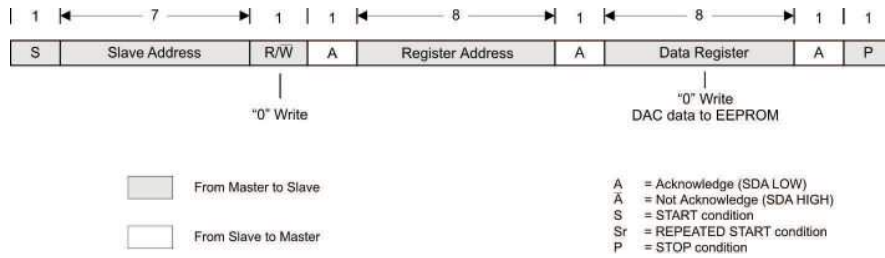 1 7 1 1 8 1 8 1 1
S Slave Address R/W̅ A Register Address A Data Register A P
“0” Write
“0” Write
DAC data to EEPROM
From Master to Slave
From Slave to Master
A = Acknowledge (SDA LOW)
A̅ = Not Acknowledge (SDA HIGH)
S = START condition
Sr = REPEATED START condition
P = STOP condition